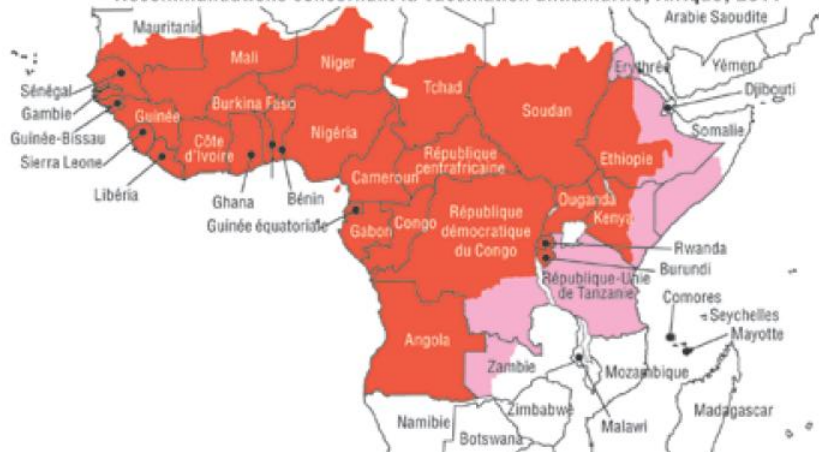 Arabie Saoudite
Mauritanie
Mali
Niger
Erythrée
Yémen
Sénégal
Tchad
Djibouti
Gambie
Burkina Faso
Soudan
Guinée
Guinée-Bissau
Nigéria
Somalie
Sierra Leone
Côte
d'Ivoire
République
centrafricaine
Ethiopie
Libéria
Cameroun
Ghana
Bénin
Ouganda
Guinée équatoriale
Gabon
Congo
République
démocratique
du Congo
Kenya
Rwanda
Burundi
République-Unie
de Tanzanie
Comores
Seychelles
Mayotte
Angola
Zambie
Mozambique
Malawi
Madagascar
Namibie
Zimbabwe
Botswana